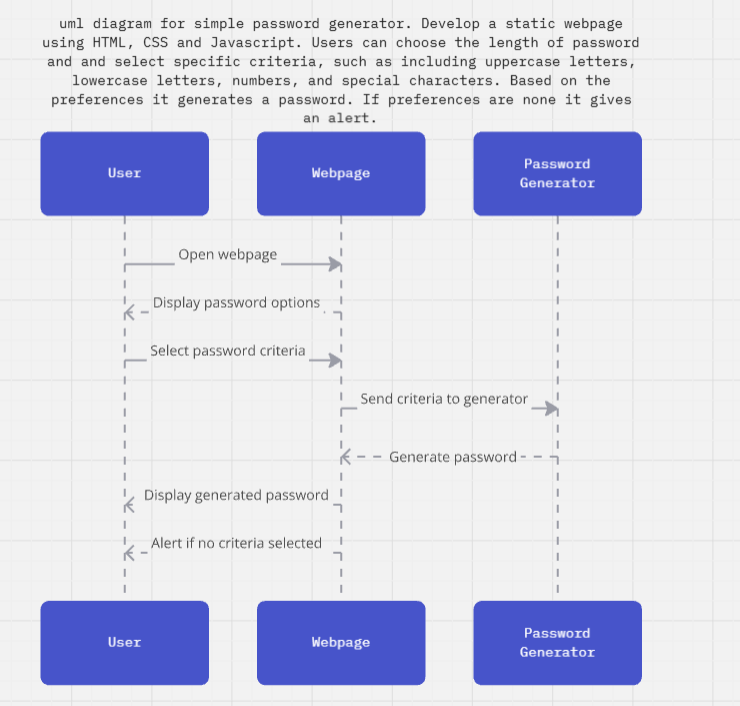 uml diagram for simple password generator. Develop a static webpage
using HTML, CSS and Javascript. Users can choose the length of password
and and select specific criteria, such as including uppercase letters,
lowercase letters, numbers, and special characters. Based on the
preferences it generates a password. If preferences are none it gives
an alert.
User
Webpage
Password
Generator
Open webpage
Display password options
Select password criteria
Send criteria to generator
Generate password
Display generated password
Alert if no criteria selected
User
Webpage
Password
Generator